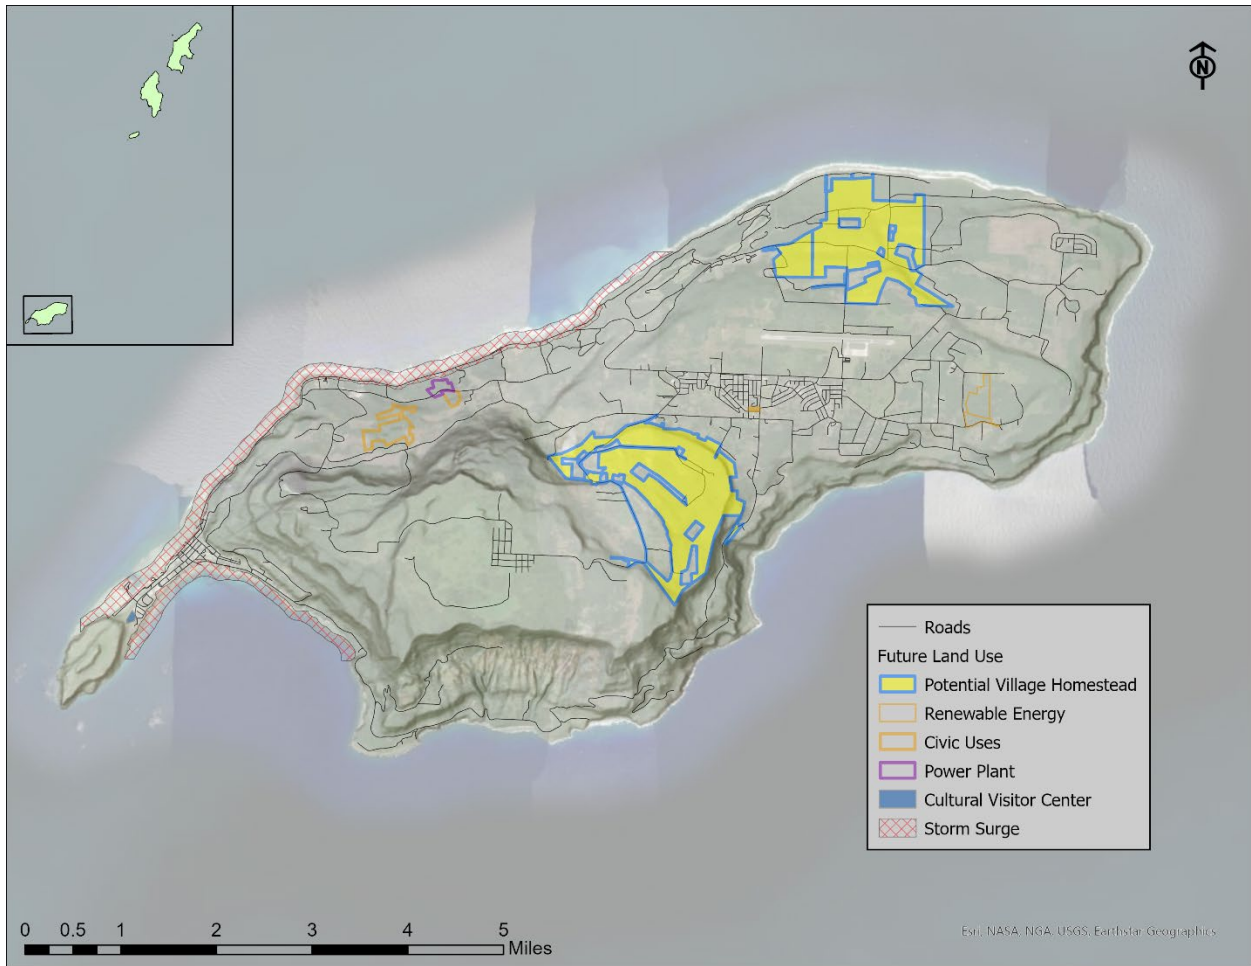 N
Roads
Future Land Use
Potential Village Homestead
Renewable Energy
Civic Uses
Power Plant
Cultural Visitor Center
Storm Surge
0 0.5 1 2 3 4 5
Miles
Esri, NASA, NGA, USGS, Earthstar Geographics